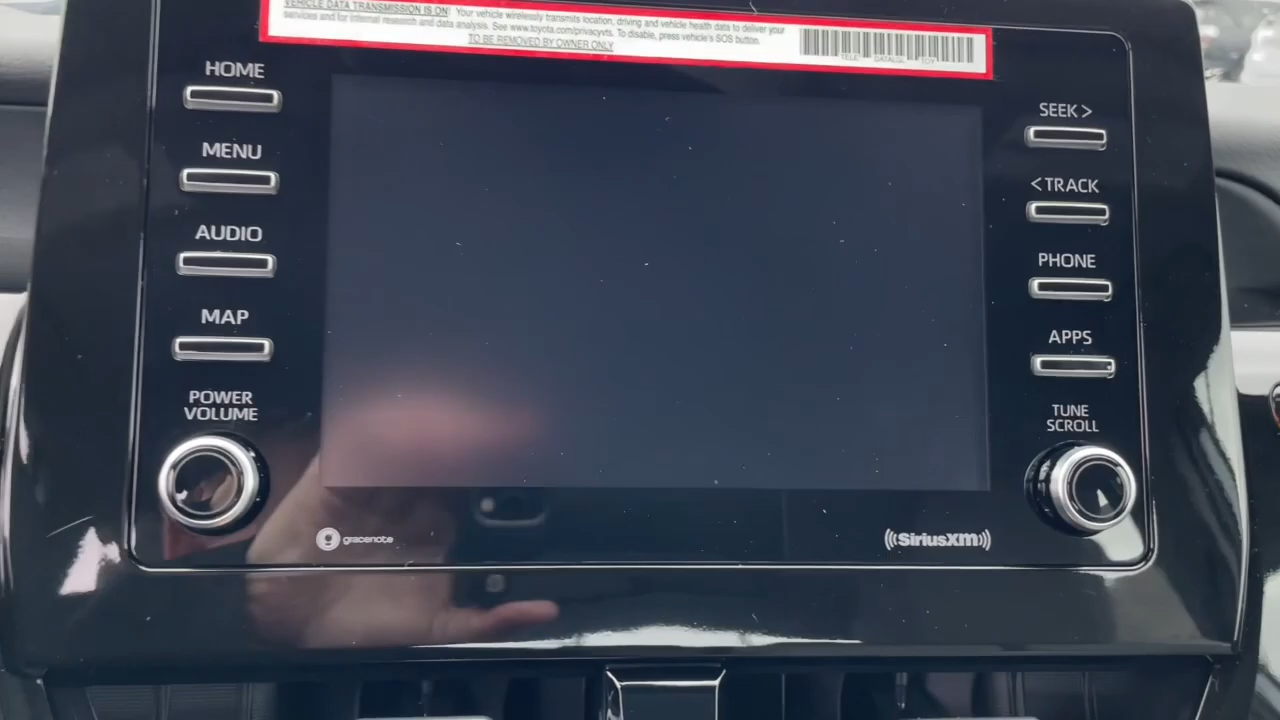 VEHICLE DATA TRANSMISSION IS ON! Your vehicle wirelessly transmits location, driving and vehicle health data to deliver your
services and for internal research and data analysis. See www.toyota.com/privacyvts. To disable, press vehicle's SOS button.
TO BE REMOVED BY OWNER ONLY
HOME
MENU
AUDIO
MAP
POWER
VOLUME
SEEK >
< TRACK
PHONE
APPS
TUNE
SCROLL
gracenote
SiriusXM